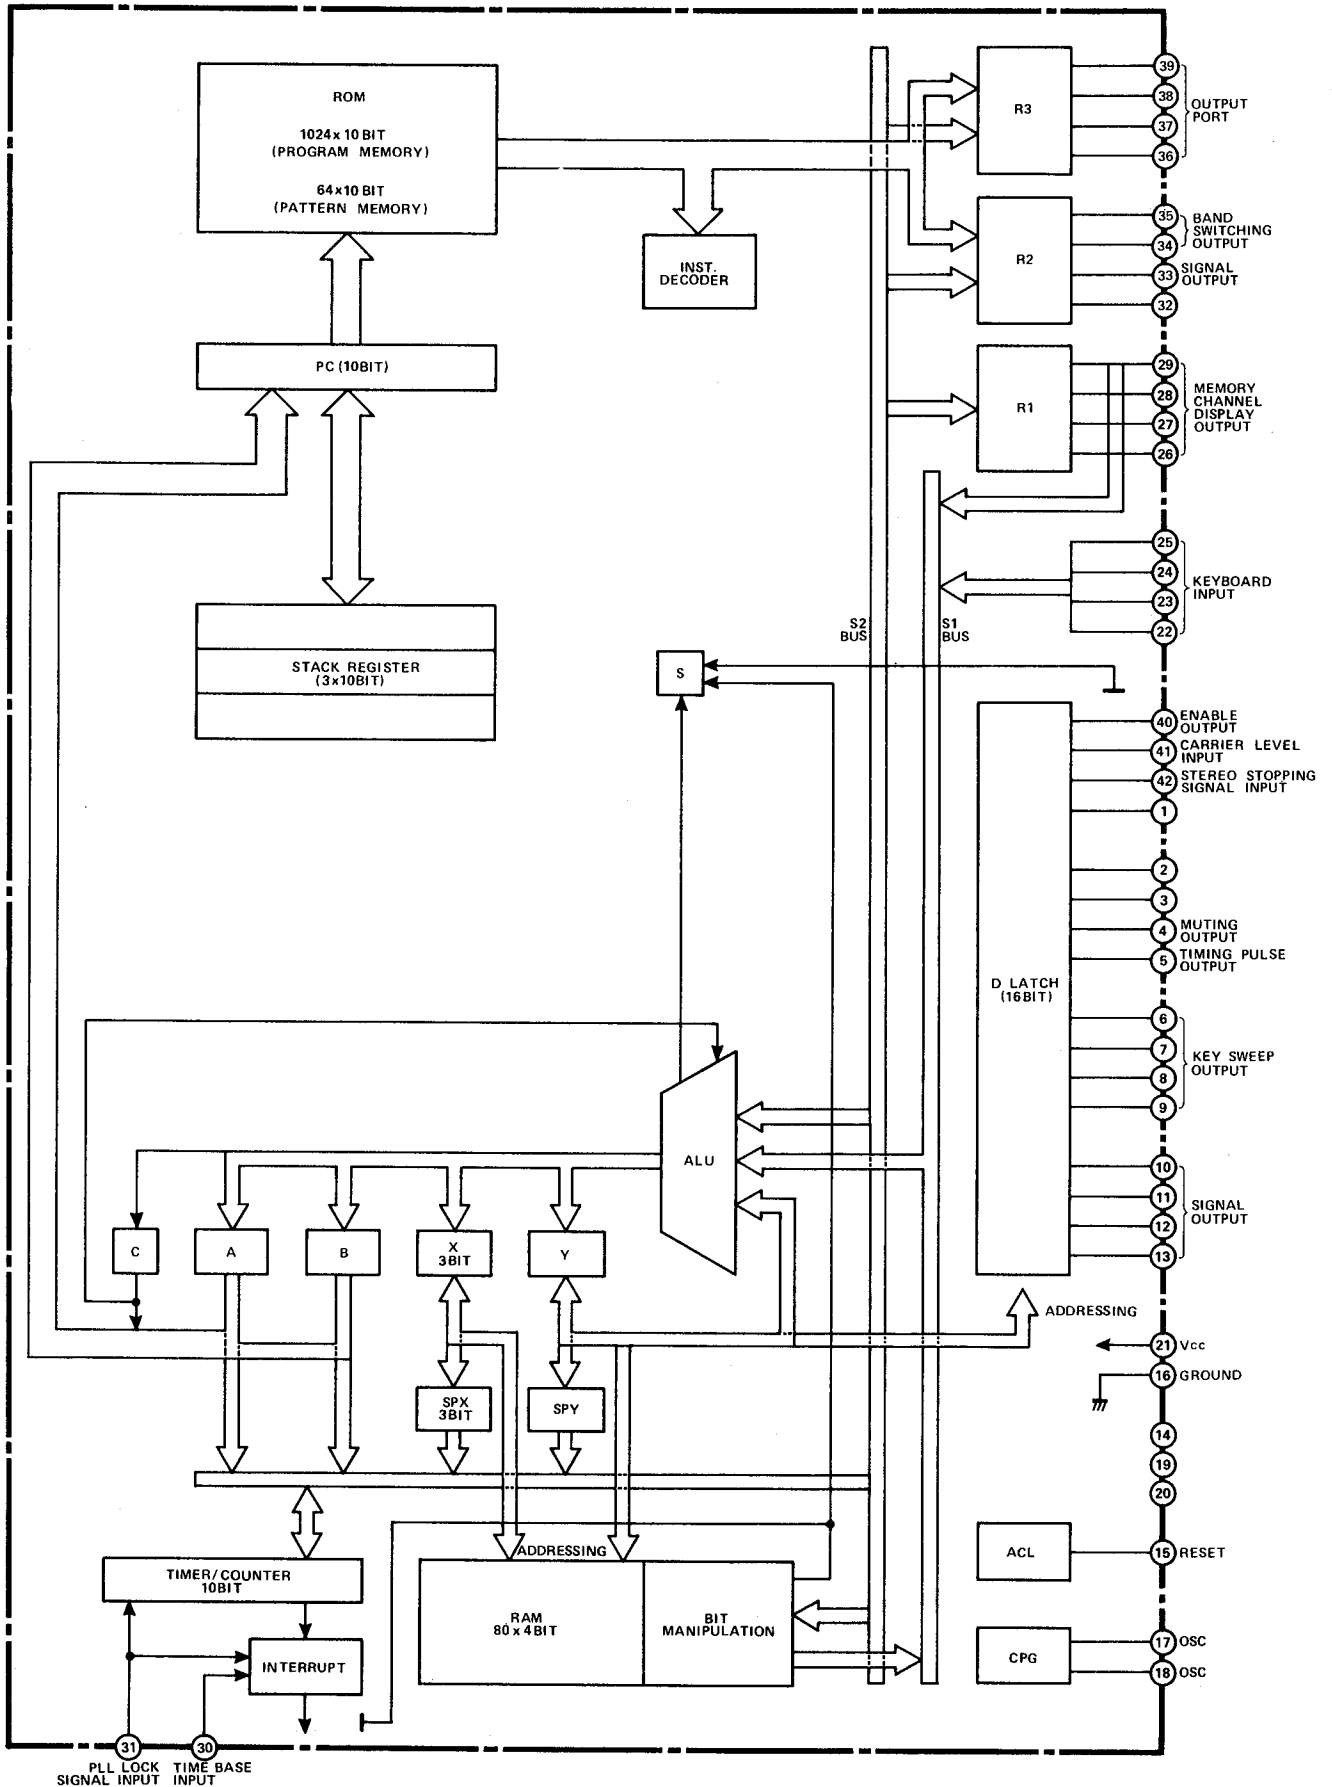 ROM
1024x10BIT
(PROGRAM MEMORY)
64x10BIT
(PATTERN MEMORY)
INST.
DECODER
PC (10BIT)
STACK REGISTER
(3x10BIT)
R3
39
38
37
36
OUTPUT
PORT
R2
35
34
33
32
BAND
SWITCHING
OUTPUT
SIGNAL
OUTPUT
R1
29
28
27
26
MEMORY
CHANNEL
DISPLAY
OUTPUT
25
24
23
22
KEYBOARD
INPUT
S2
BUS
S1
BUS
S
D LATCH
(16BIT)
40 ENABLE
OUTPUT
41 CARRIER LEVEL
INPUT
42 STEREO STOPPING
SIGNAL INPUT
1
2
3
4 MUTING
OUTPUT
5 TIMING PULSE
OUTPUT
6
7
8
9
KEY SWEEP
OUTPUT
10
11
12
13
SIGNAL
OUTPUT
ADDRESSING
21 Vcc
16 GROUND
14
19
20
ALU
C
A
B
X
3BIT
Y
SPX
3BIT
SPY
ADDRESSING
TIMER/COUNTER
10BIT
INTERRUPT
RAM
80x4BIT
BIT
MANIPULATION
ACL
15 RESET
CPG
17 OSC
18 OSC
31
PLL LOCK
SIGNAL INPUT
30
TIME BASE
INPUT